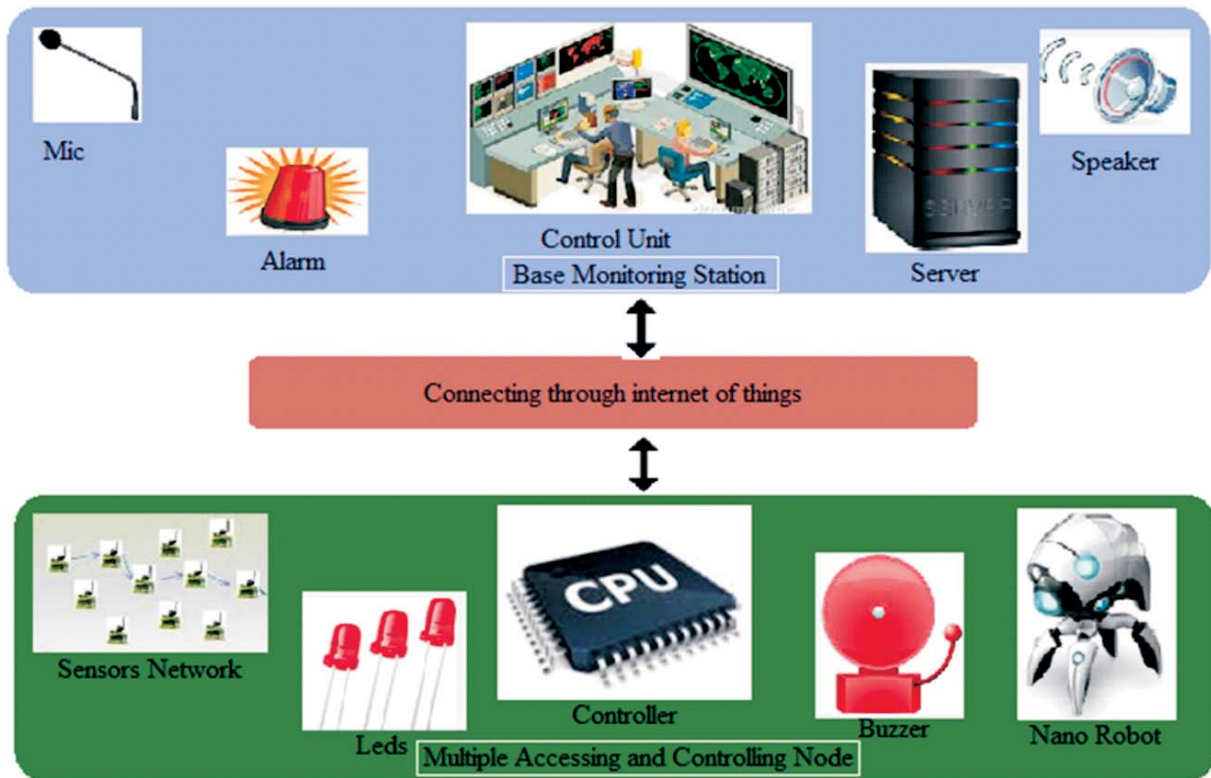 Mic
Alarm
Control Unit
Base Monitoring Station
Server
Speaker
Connecting through internet of things
Sensors Network
Leds
CPU
Controller
Multiple Accessing and Controlling Node
Buzzer
Nano Robot